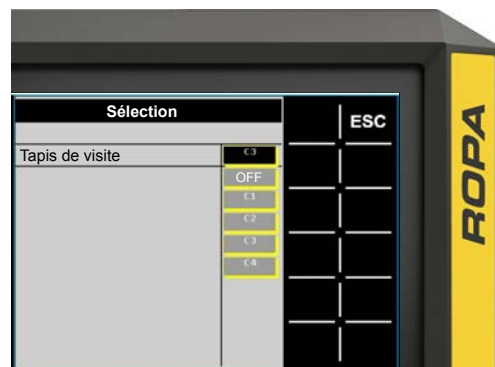 Sélection
ESC
Tapis de visite
C3
OFF
C1
C2
C3
C4
ROPA